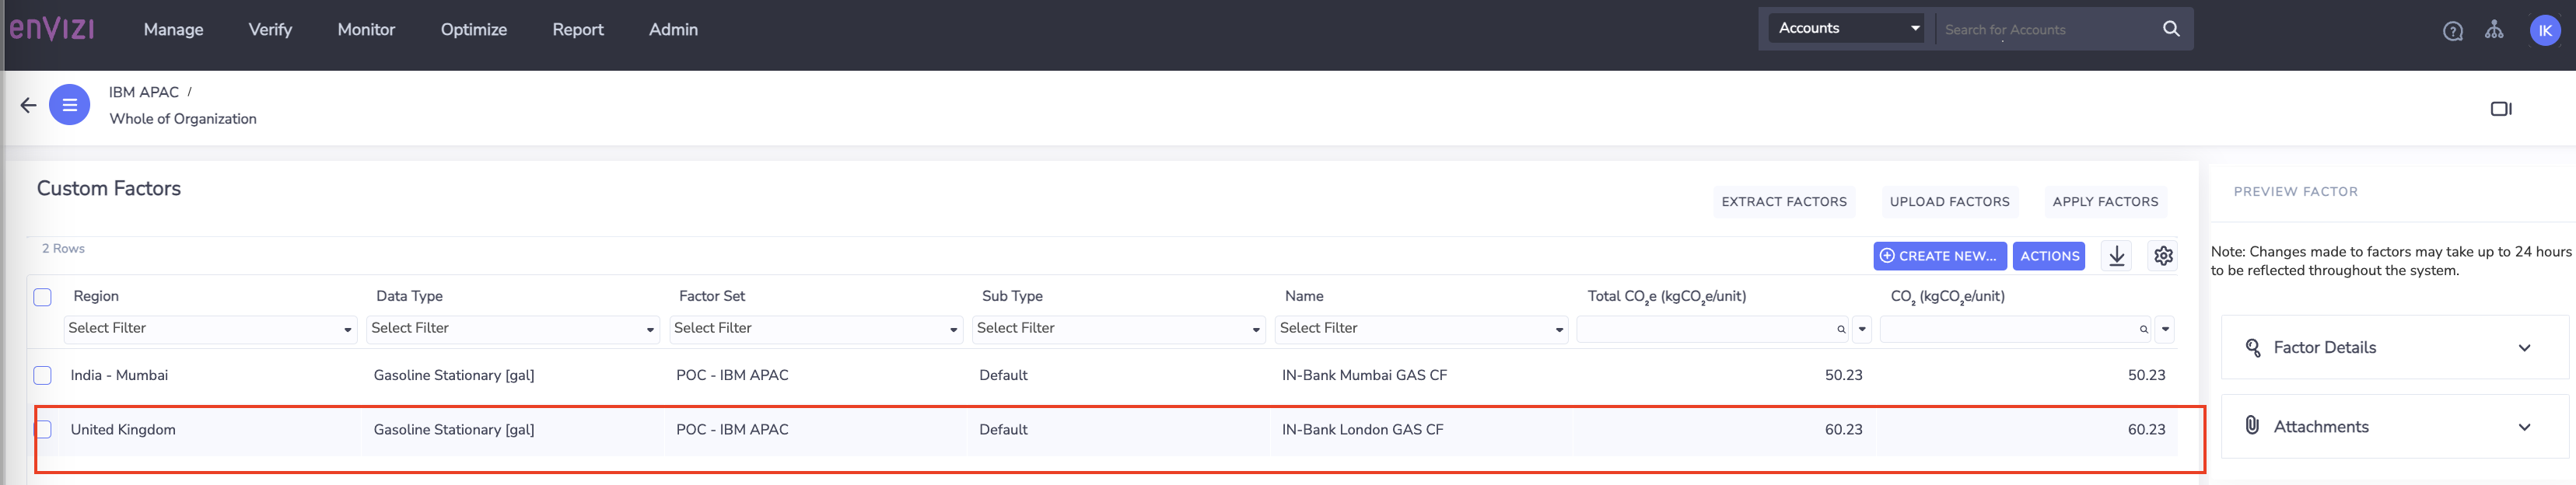 enVizi
Manage Verify Monitor Optimize Report Admin Accounts Search for Accounts IK
IBM APAC /
Whole of Organization
Custom Factors
EXTRACT FACTORS UPLOAD FACTORS APPLY FACTORS
2 Rows
CREATE NEW... ACTIONS
Region Data Type Factor Set Sub Type Name Total CO₂e (kgCO₂e/unit) CO₂ (kgCO₂e/unit)
Select Filter Select Filter Select Filter Select Filter Select Filter
India - Mumbai Gasoline Stationary [gal] POC - IBM APAC Default IN-Bank Mumbai GAS CF 50.23 50.23
United Kingdom Gasoline Stationary [gal] POC - IBM APAC Default IN-Bank London GAS CF 60.23 60.23
PREVIEW FACTOR
Note: Changes made to factors may take up to 24 hours
to be reflected throughout the system.
Factor Details
Attachments